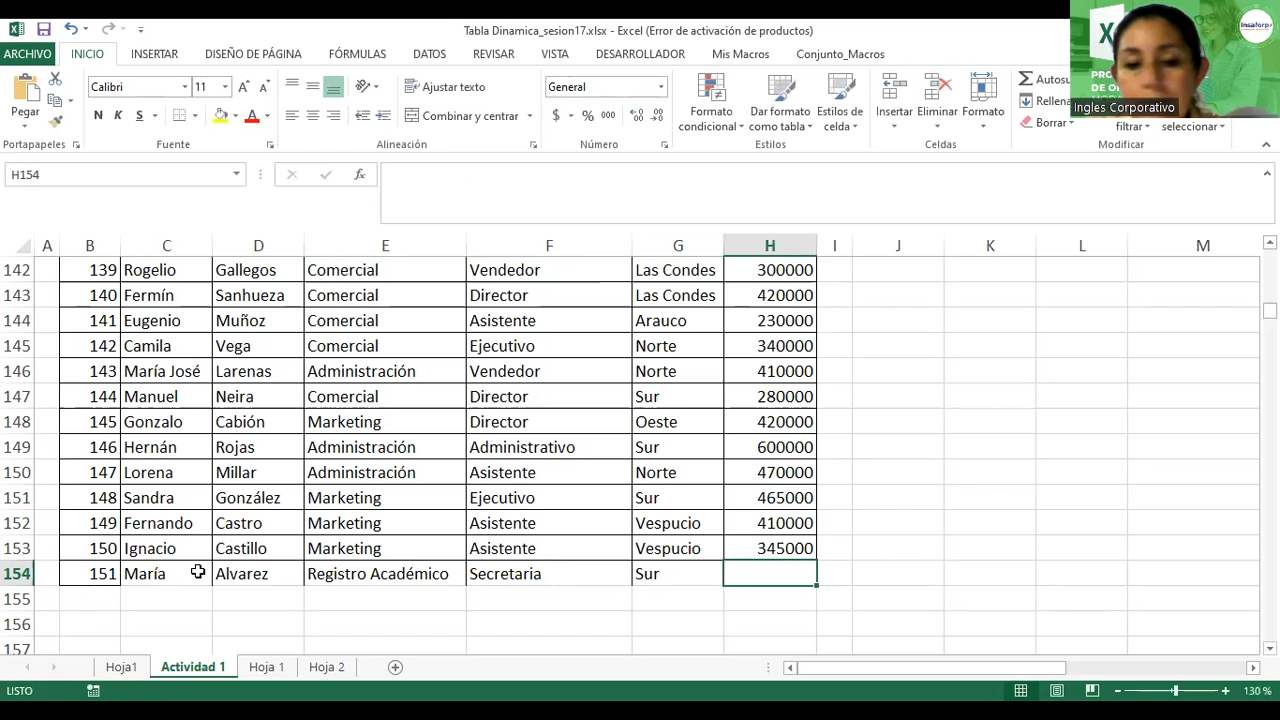 Tabla Dinamica_sesion17.xlsx - Excel (Error de activación de productos)
ARCHIVO INICIO INSERTAR DISEÑO DE PÁGINA FÓRMULAS DATOS REVISAR VISTA DESARROLLADOR Mis Macros Conjunto_Macros
Insaforp
Ingles Corporativo
Pegar
Calibri 11
N K S
Ajustar texto
Combinar y centrar
General
$ % 000
Formato condicional
Dar formato como tabla
Estilos de celda
Insertar Eliminar Formato
Borrar
filtrar seleccionar
Portapapeles Fuente Alineación Número Estilos Celdas Modificar
H154 fx
A B C D E F G H I J K L M
142 139 Rogelio Gallegos Comercial Vendedor Las Condes 300000
143 140 Fermín Sanhueza Comercial Director Las Condes 420000
144 141 Eugenio Muñoz Comercial Asistente Arauco 230000
145 142 Camila Vega Comercial Ejecutivo Norte 340000
146 143 María José Larenas Administración Vendedor Norte 410000
147 144 Manuel Neira Comercial Director Sur 280000
148 145 Gonzalo Cabión Marketing Director Oeste 420000
149 146 Hernán Rojas Administración Administrativo Sur 600000
150 147 Lorena Millar Administración Asistente Norte 470000
151 148 Sandra González Marketing Ejecutivo Sur 465000
152 149 Fernando Castro Marketing Asistente Vespucio 410000
153 150 Ignacio Castillo Marketing Asistente Vespucio 345000
154 151 María Alvarez Registro Académico Secretaria Sur
155
156
157
Hoja1 Actividad 1 Hoja 1 Hoja 2
LISTO 130 %